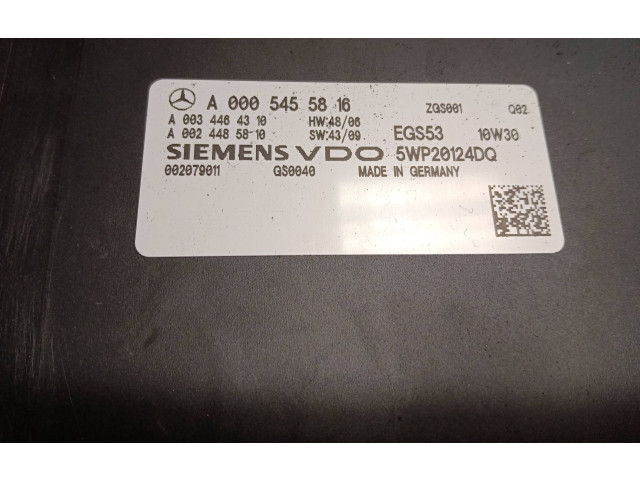 A 000 545 58 16 ZGS001 Q02
A 003 446 43 10 HW:48/06
A 002 448 58 10 SW:43/09 EGS53 10W30
SIEMENS VDO 5WP20124DQ
002079011 GS0040 MADE IN GERMANY